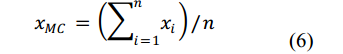 x_{MC} = (∑_{i=1}^{n} x_i)/n (6)